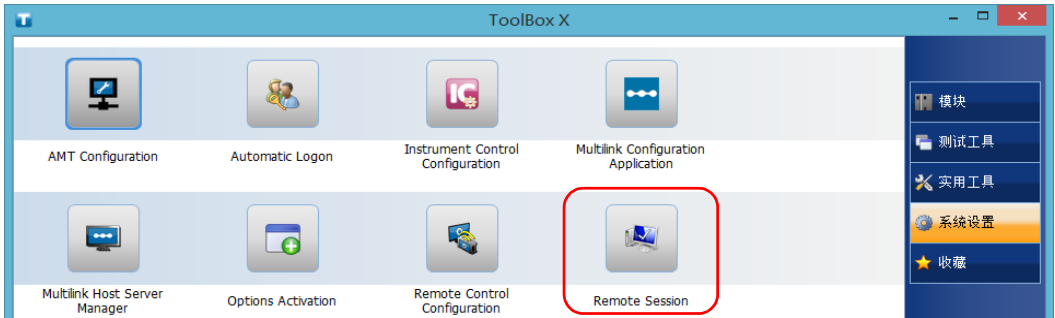 ToolBox X
AMT Configuration
Automatic Logon
Instrument Control
Configuration
Multilink Configuration
Application
Multilink Host Server
Manager
Options Activation
Remote Control
Configuration
Remote Session
模块
测试工具
实用工具
系统设置
收藏